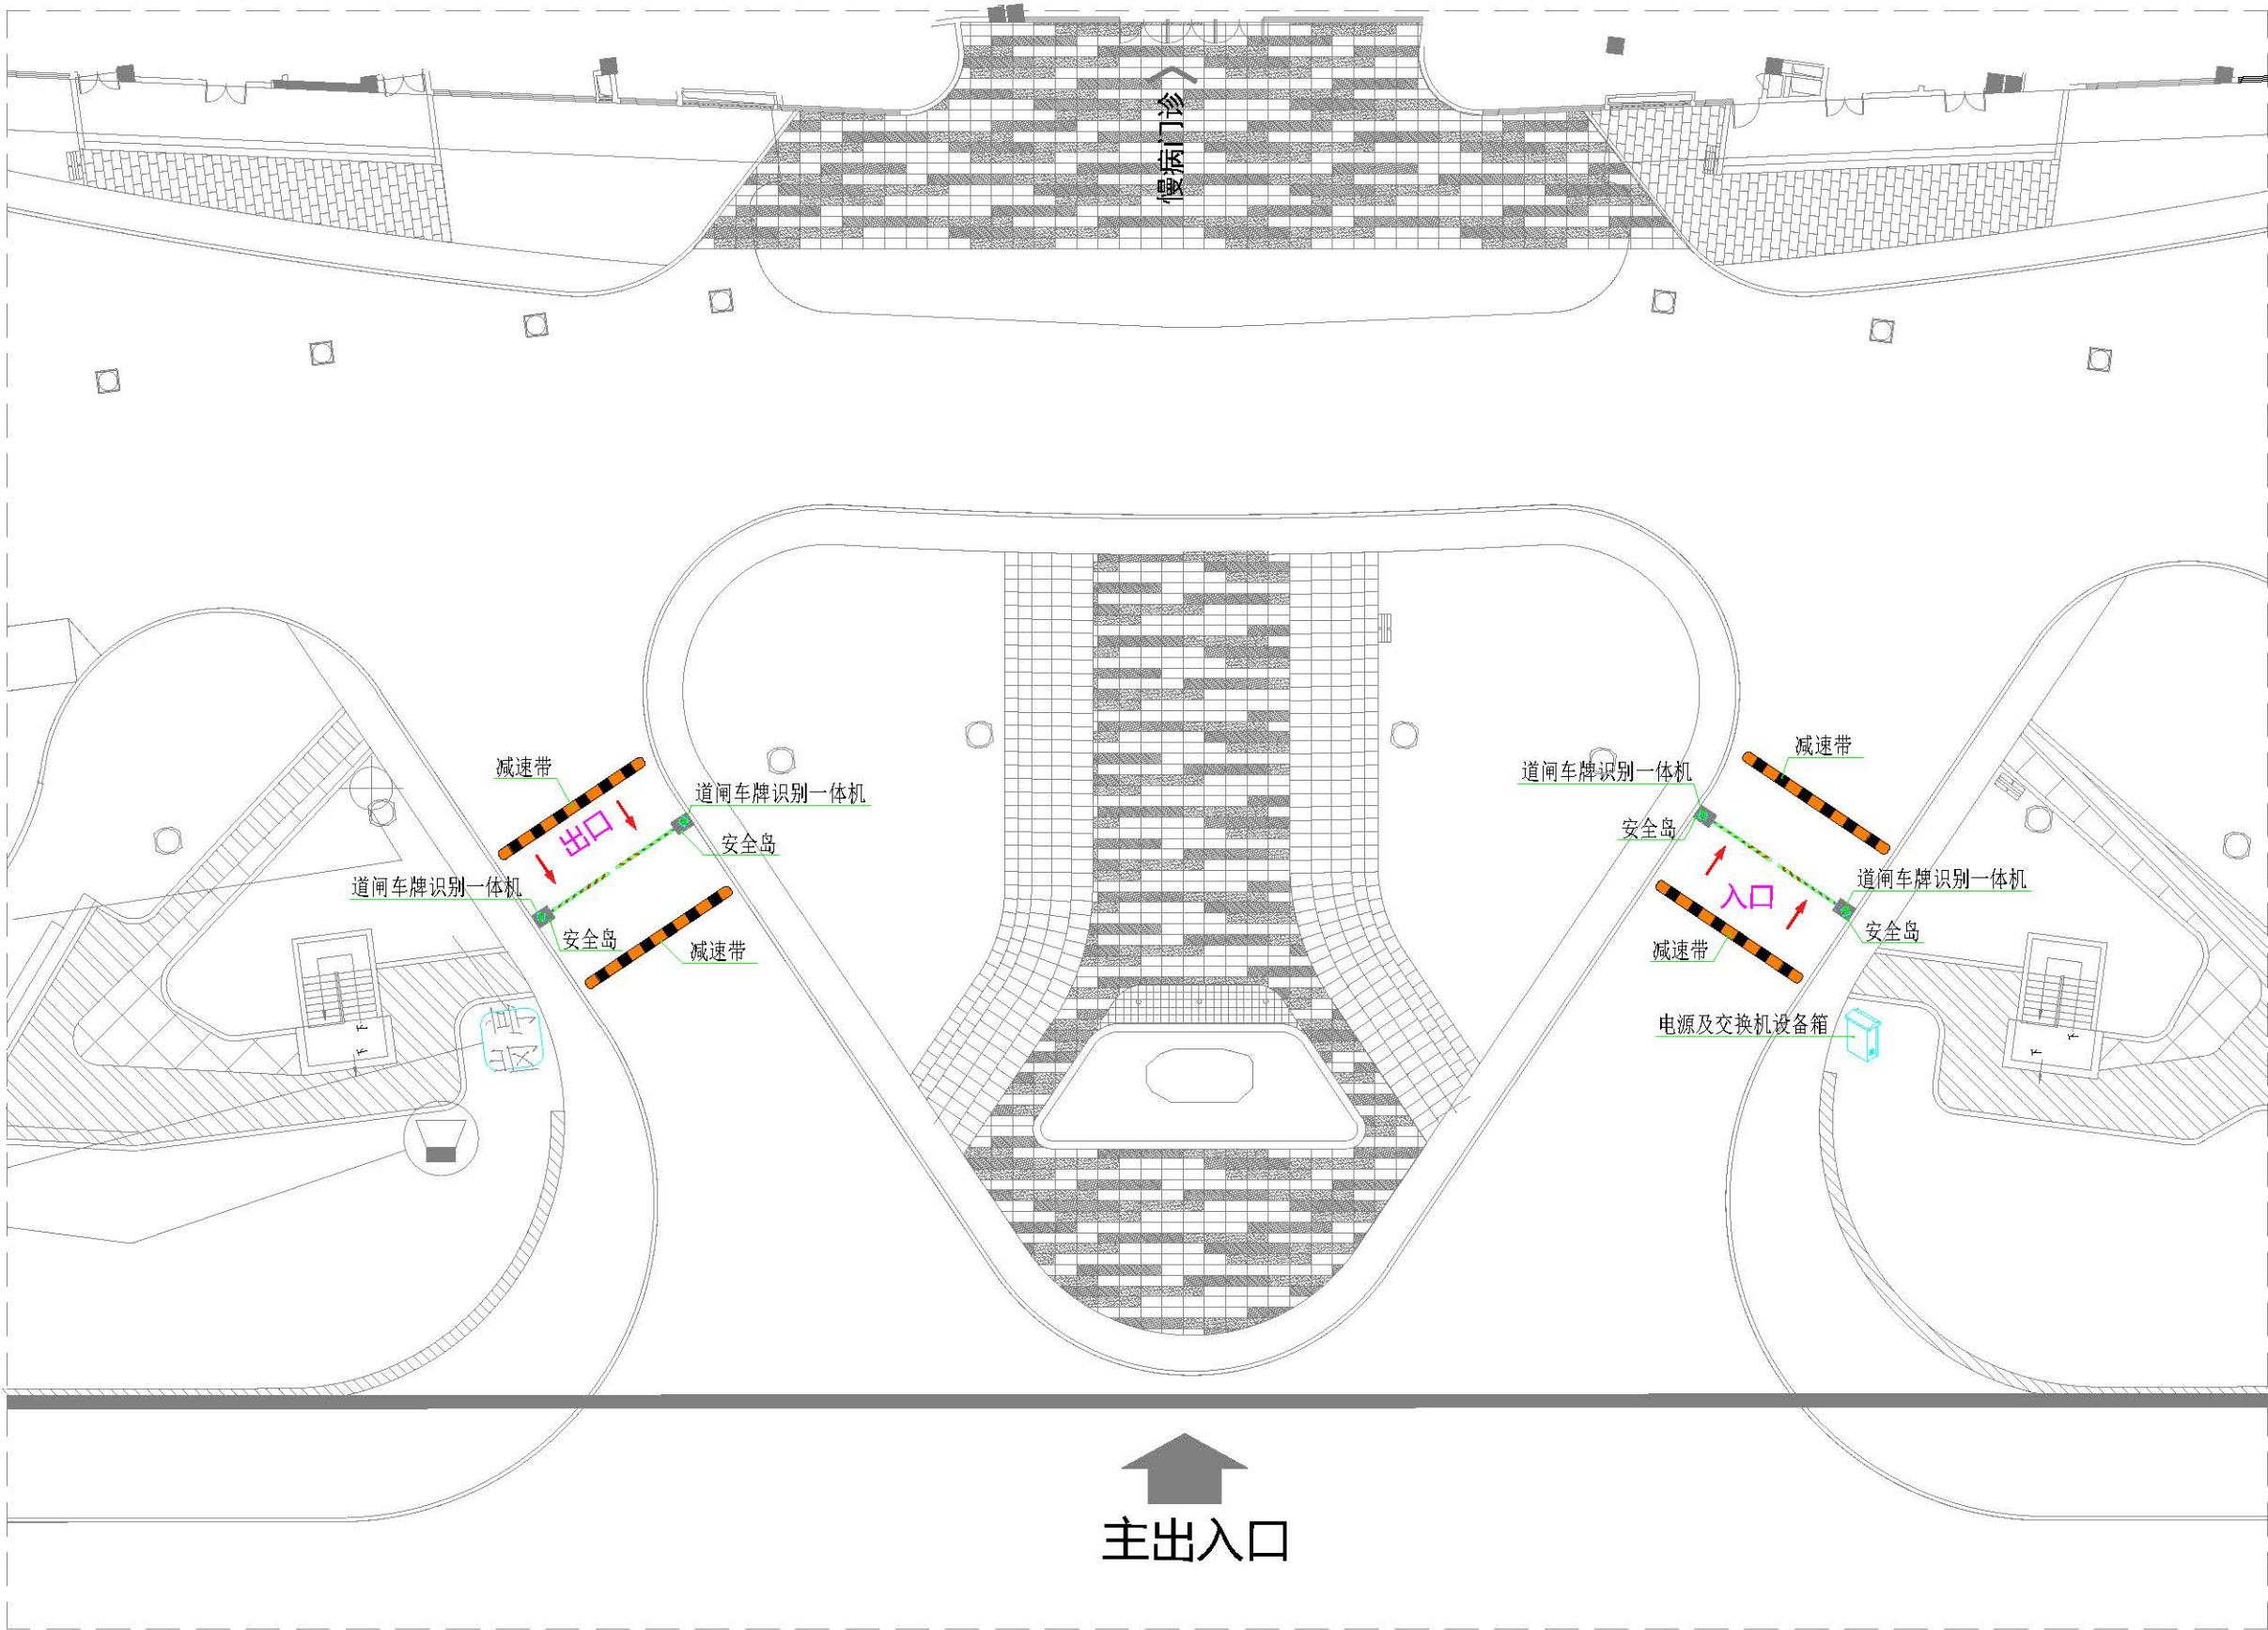 慢病门诊
减速带
道闸车牌识别一体机
减速带
道闸车牌识别一体机
出口
安全岛
安全岛
道闸车牌识别一体机
道闸车牌识别一体机
入口
安全岛
安全岛
减速带
减速带
电源及交换机设备箱
主出入口